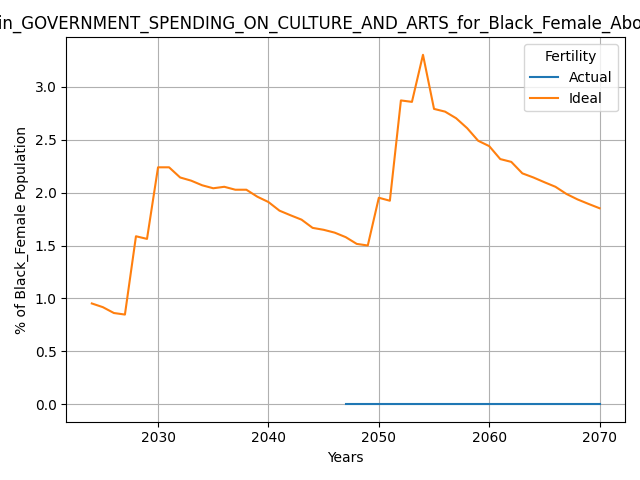 in_GOVERNMENT_SPENDING_ON_CULTURE_AND_ARTS_for_Black_Female_Abo
Fertility
Actual
Ideal
3.0
2.5
2.0
1.5
1.0
0.5
0.0
% of Black_Female Population
2030 2040 2050 2060 2070
Years